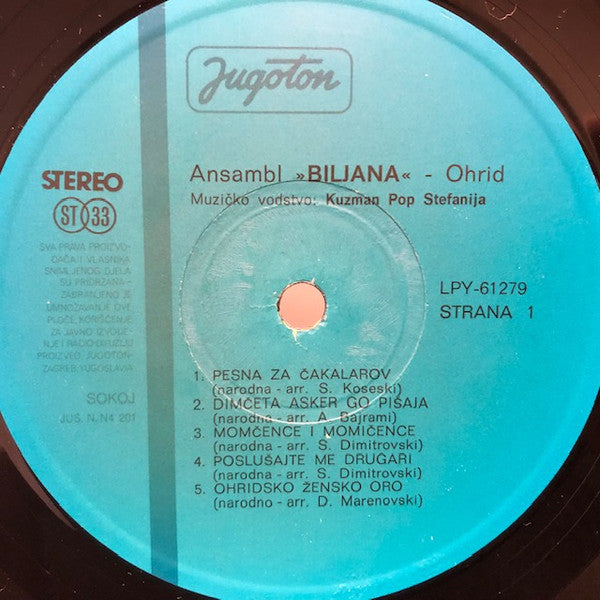 Jugoton
Ansambl »BILJANA« - Ohrid
Muzičko vodstvo: Kuzman Pop Stefanija
STEREO
ST 33
SVA PRAVA PROIZVO-
ĐAČA I VLASNIKA
SNIMLJENOG DJELA
SU PRIDRŽANA -
ZABRANJENO JE
UMNOŽAVANJE OVE
PLOČE, KORIŠĆENJE
ZA JAVNO IZVOĐE-
NJE I RADIO-DIFUZIJU
PROIZVEO JUGOTON-
ZAGREB, YUGOSLAVIA
SOKOJ
JUŠ. N. N4 201
LPY-61279
STRANA 1
1. PESNA ZA ČAKALAROV
(narodna - arr. S. Koseski)
2. DIMČETA ASKER GO PIŠAJA
(narodna - arr. A. Bajrami)
3. MOMČENCE I MOMIČENCE
(narodna - arr. S. Dimitrovski)
4. POSLUŠAJTE ME DRUGARI
(narodna - arr. S. Dimitrovski)
5. OHRIDSKO ŽENSKO ORO
(narodno - arr. D. Marenovski)